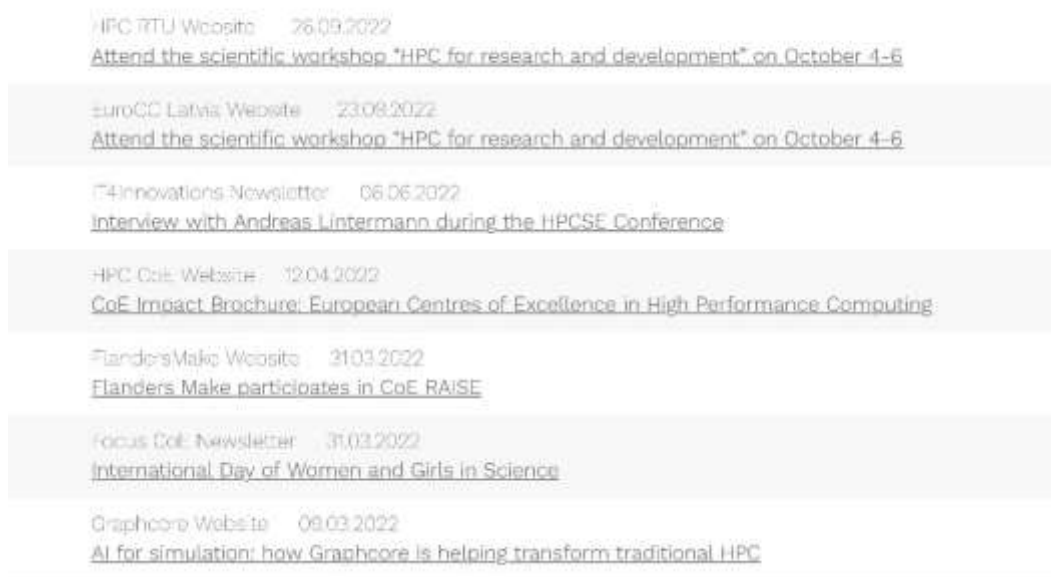 HPC RTU Website 26.09.2022
Attend the scientific workshop "HPC for research and development" on October 4-6
EuroCC Latvia Website 23.09.2022
Attend the scientific workshop "HPC for research and development" on October 4-6
IT4Innovations Newsletter 06.06.2022
Interview with Andreas Lintermann during the HPCSE Conference
HPC CoE Website 12.04.2022
CoE Impact Brochure: European Centres of Excellence in High Performance Computing
FlandersMake Website 31.03.2022
Flanders Make participates in CoE RAISE
Focus CoE Newsletter 31.03.2022
International Day of Women and Girls in Science
Graphcore Website 09.03.2022
AI for simulation: how Graphcore is helping transform traditional HPC